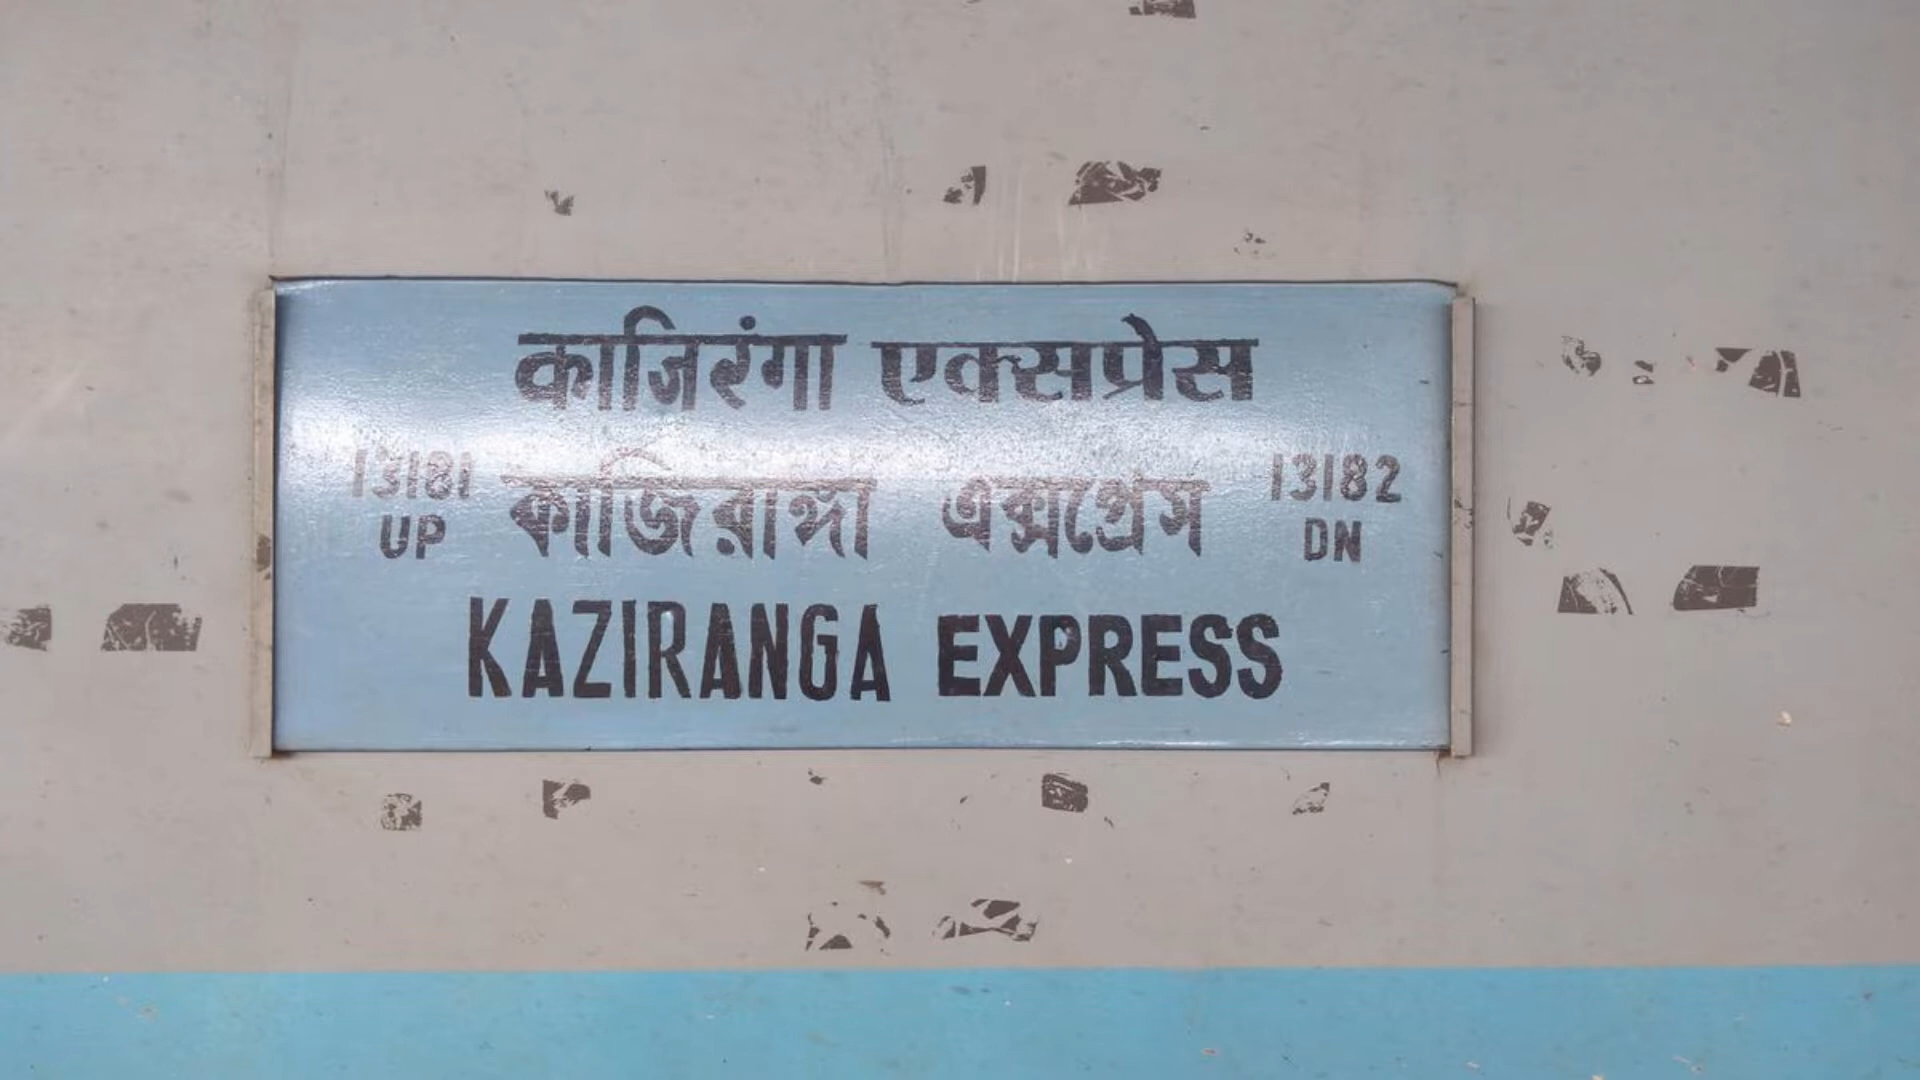 काजिरंगा एक्सप्रेस
13181 UP কাজিরাঙ্গা এক্সপ্রেস 13182 DN
KAZIRANGA EXPRESS